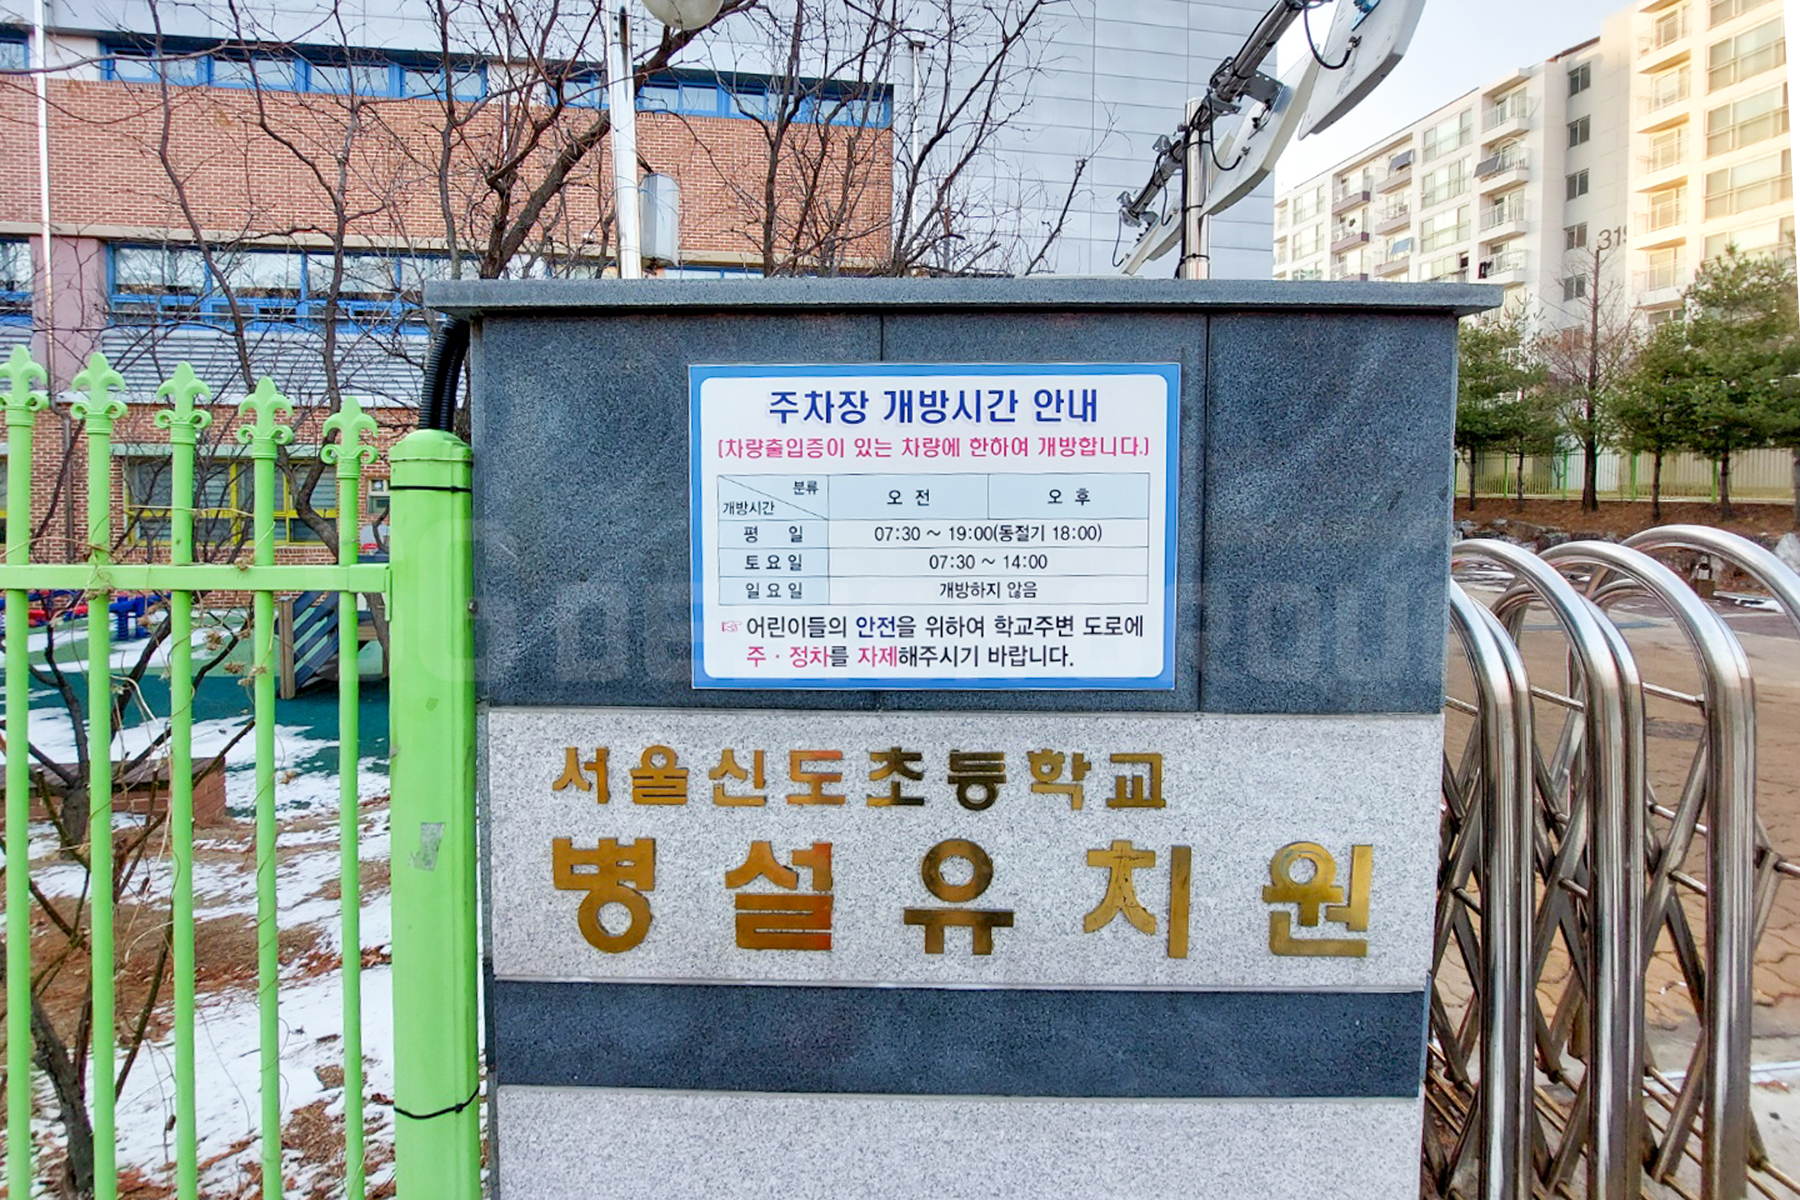 319
주차장 개방시간 안내
[차량출입증이 있는 차량에 한하여 개방합니다.]
분류
개방시간
오 전
오 후
평 일
07:30 ~ 19:00(동절기 18:00)
토요일
07:30 ~ 14:00
일요일
개방하지 않음
☞ 어린이들의 안전을 위하여 학교주변 도로에
주·정차를 자제해주시기 바랍니다.
서울신도초등학교
병설유치원